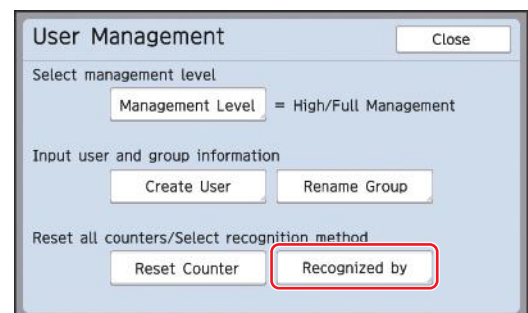 User Management Close
Select management level
Management Level = High/Full Management
Input user and group information
Create User Rename Group
Reset all counters/Select recognition method
Reset Counter Recognized by